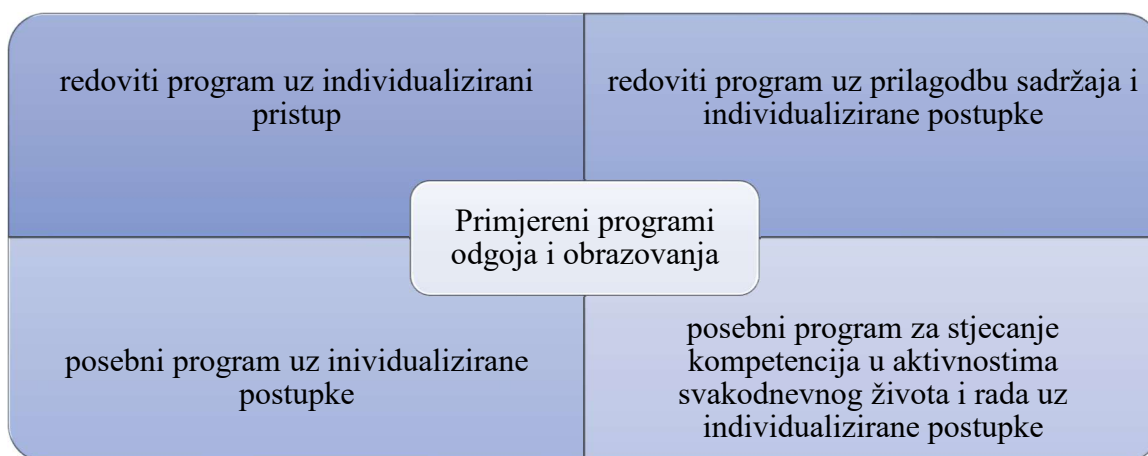 redoviti program uz individualizirani
pristup
redoviti program uz prilagodbu sadržaja i
individualizirane postupke
Primjereni programi
odgoja i obrazovanja
posebni program uz inividualizirane
postupke
posebni program za stjecanje
kompetencija u aktivnostima
svakodnevnog života i rada uz
individualizirane postupke